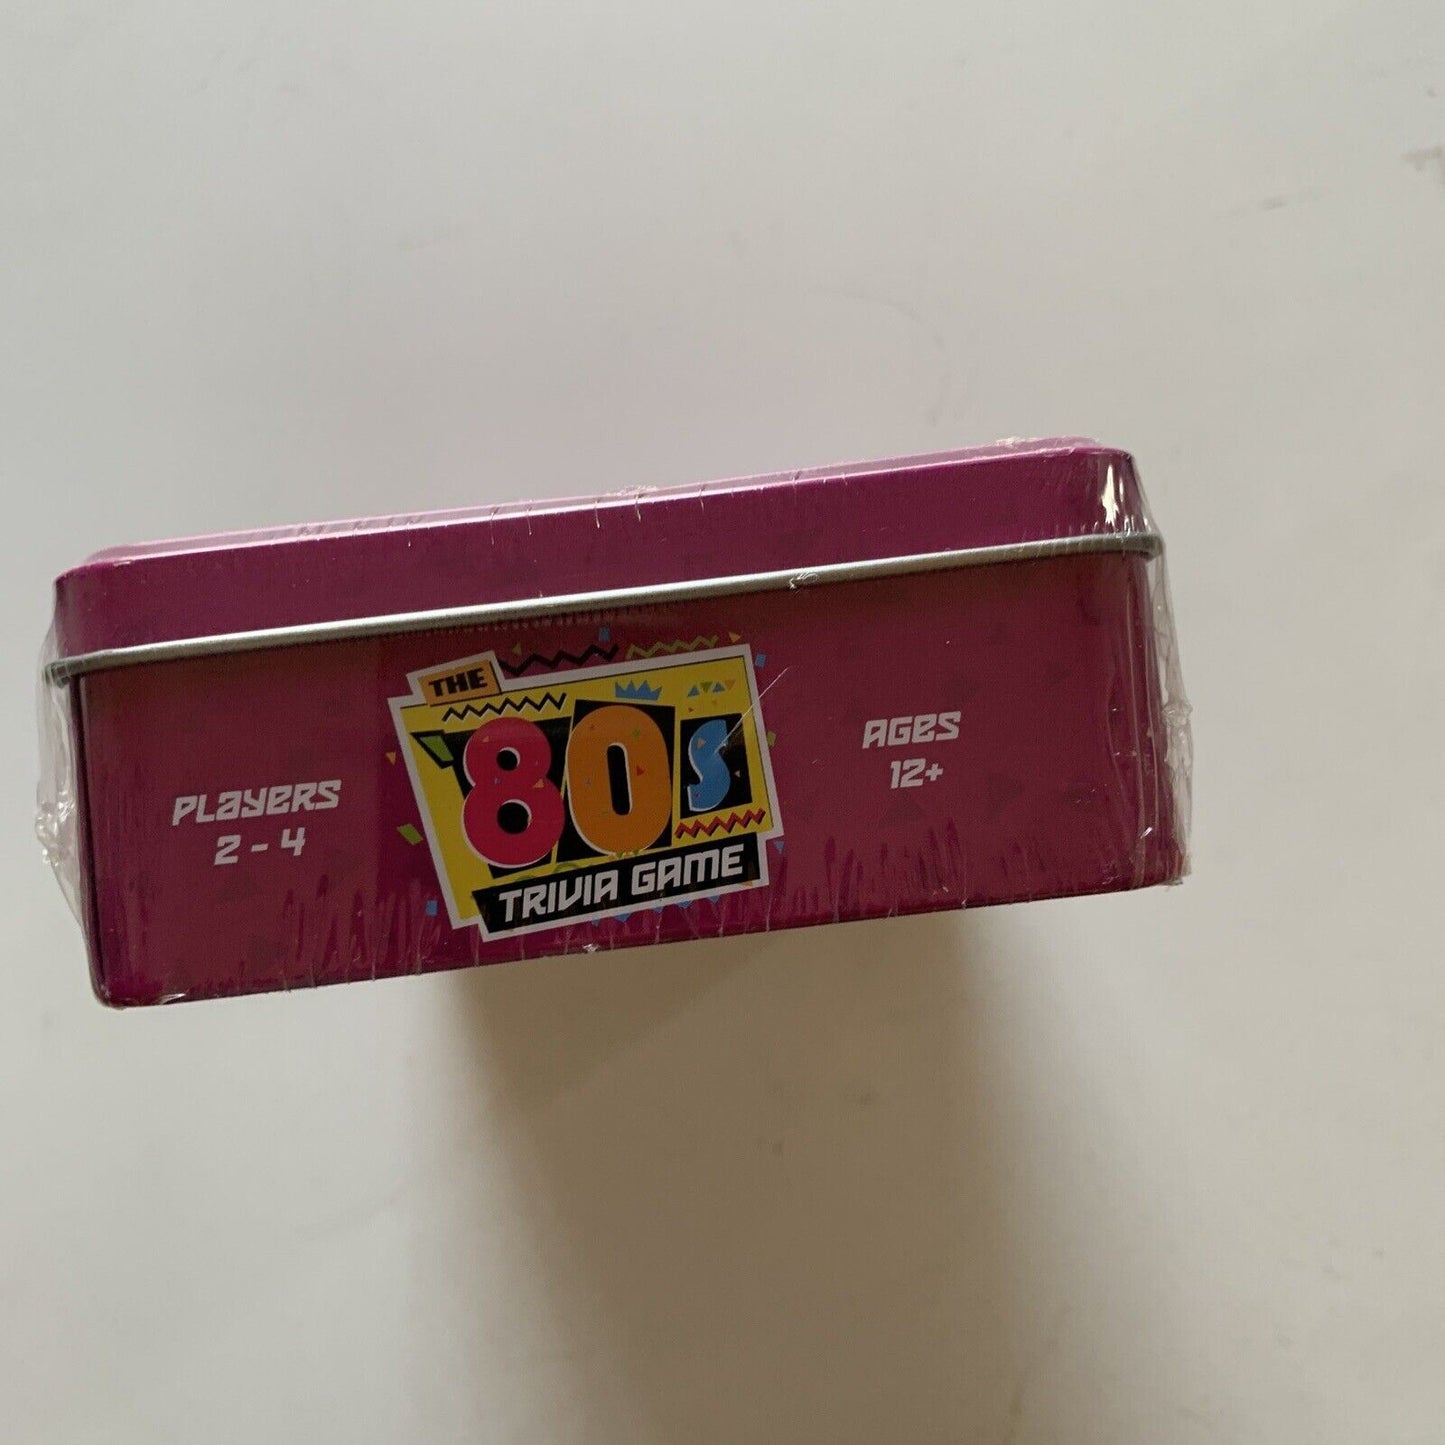 PLAYERS
2 - 4
THE
'80s
TRIVIA GAME
AGES
12+